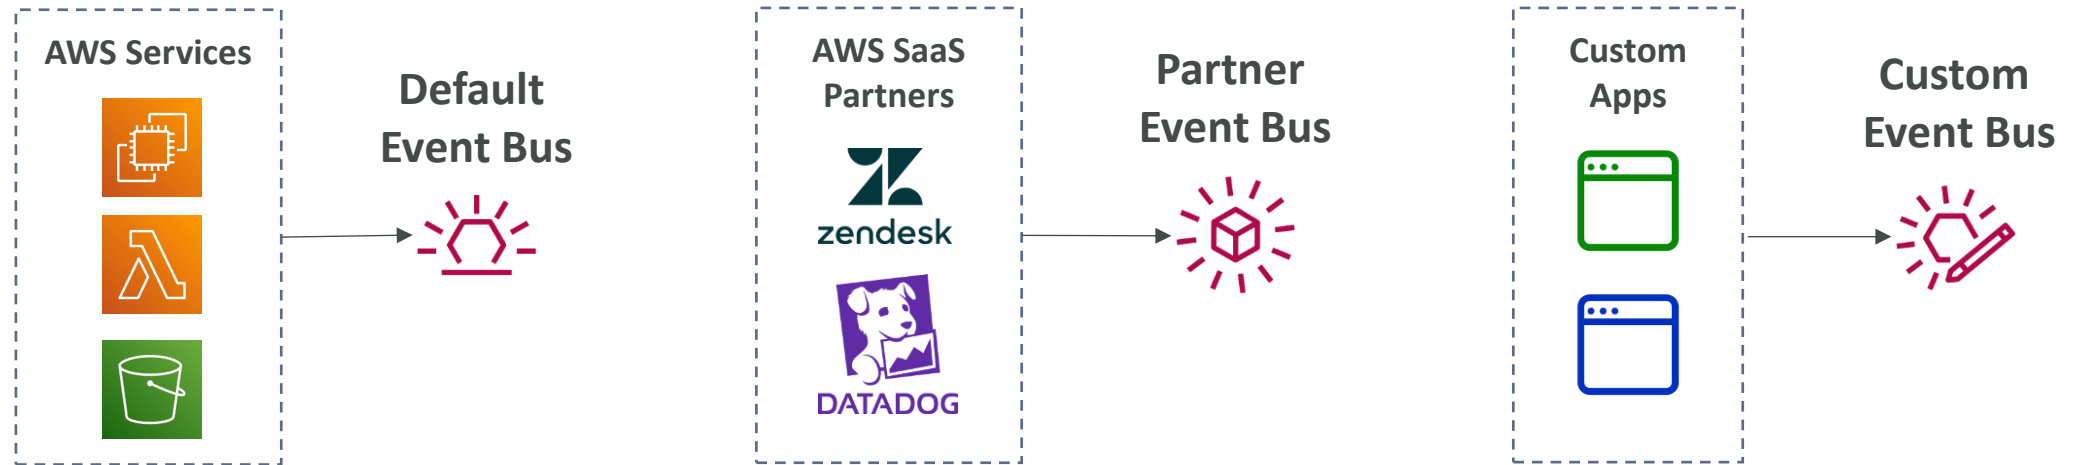 AWS Services
Default
Event Bus
AWS SaaS
Partners
zendesk
DATADOG
Partner
Event Bus
Custom
Apps
Custom
Event Bus